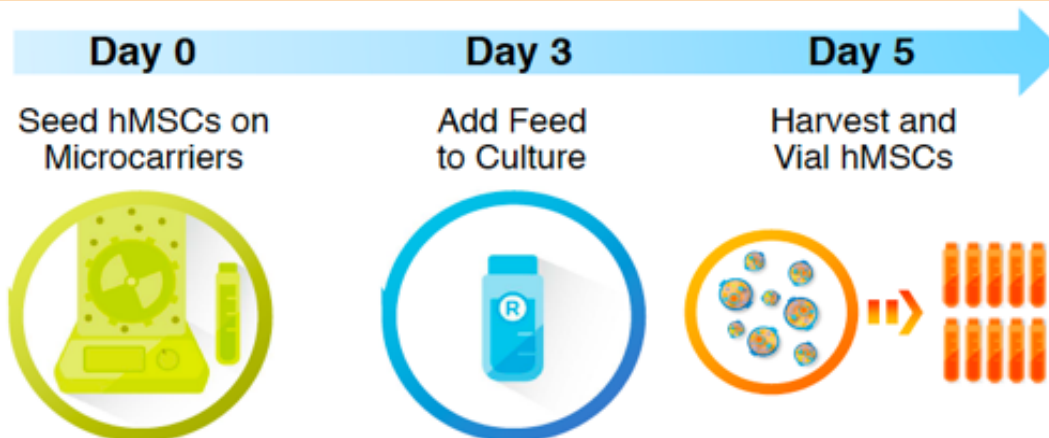 Day 0
Day 3
Day 5
Seed hMSCs on
Microcarriers
Add Feed
to Culture
Harvest and
Vial hMSCs
R